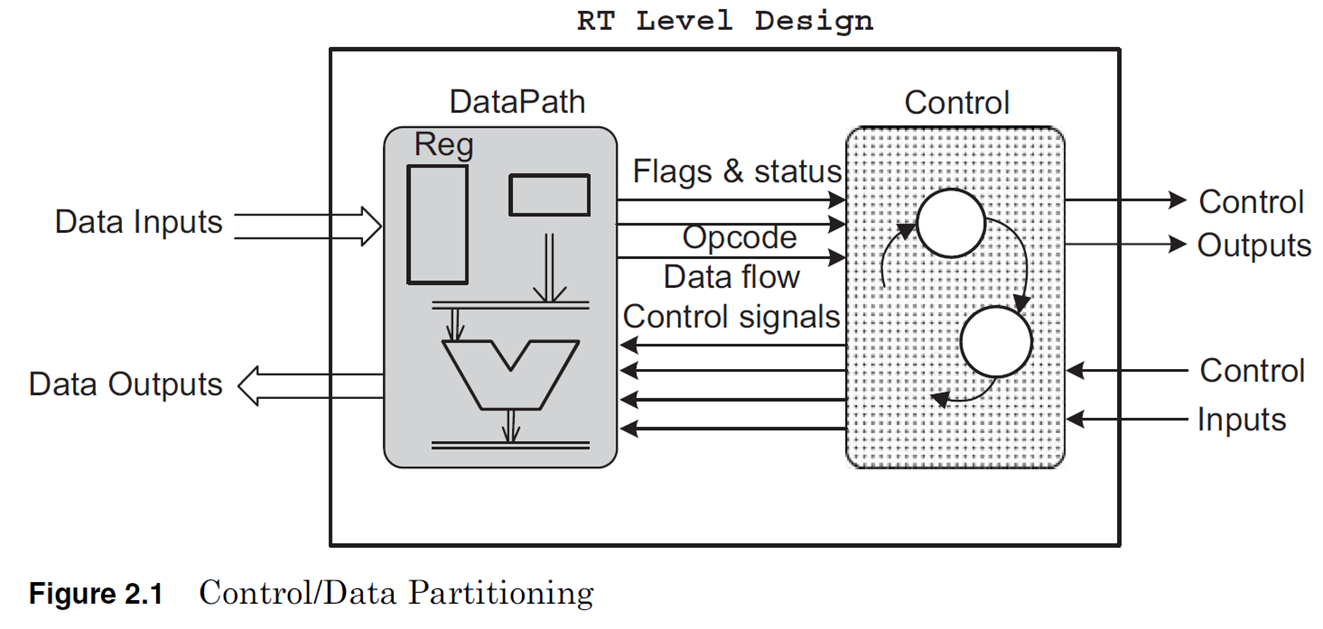 RT Level Design
DataPath
Control
Reg
Flags & status
Data Inputs
Control
Opcode
Outputs
Data flow
Control signals
Data Outputs
Control
Inputs
Figure 2.1 Control/Data Partitioning